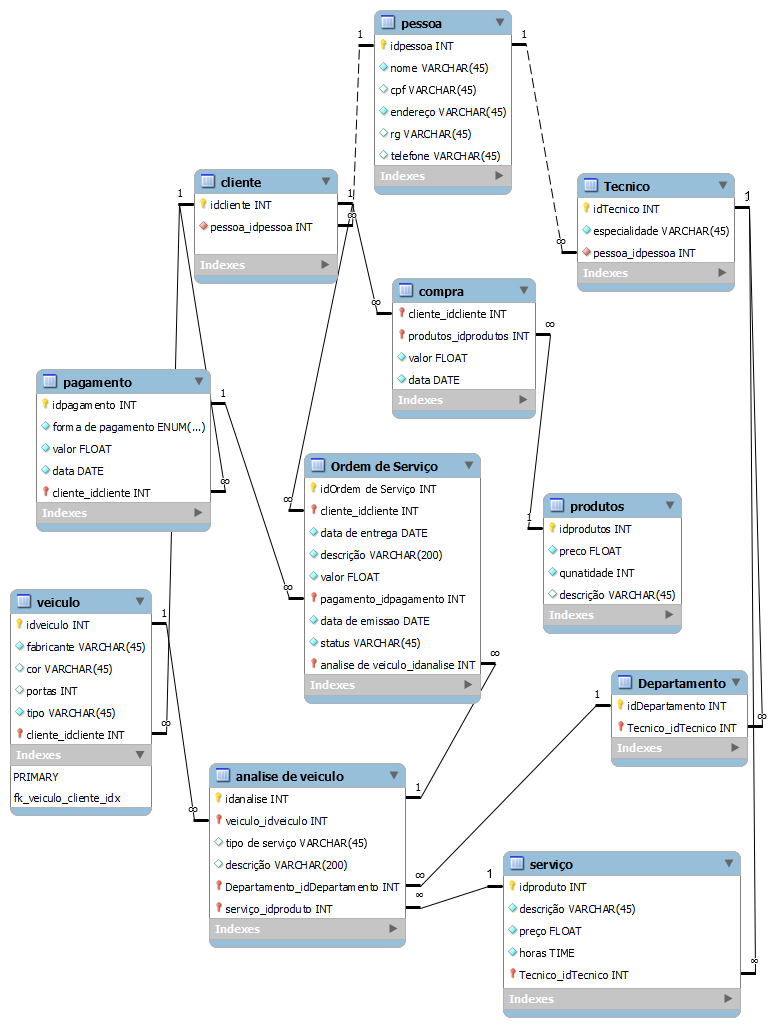 pessoa
idpessoa INT
nome VARCHAR(45)
cpf VARCHAR(45)
endereço VARCHAR(45)
rg VARCHAR(45)
telefone VARCHAR(45)
Indexes
1
1
cliente
idcliente INT
pessoa_idpessoa INT
Indexes
1
1
∞
Tecnico
idTecnico INT
especialidade VARCHAR(45)
pessoa_idpessoa INT
Indexes
1
∞
compra
cliente_idcliente INT
produtos_idprodutos INT
valor FLOAT
data DATE
Indexes
∞
∞
pagamento
idpagamento INT
forma de pagamento ENUM(...)
valor FLOAT
data DATE
cliente_idcliente INT
Indexes
1
∞
Ordem de Serviço
idOrdem de Serviço INT
cliente_idcliente INT
data de entrega DATE
descrição VARCHAR(200)
valor FLOAT
pagamento_idpagamento INT
data de emissao DATE
status VARCHAR(45)
analise de veiculo_idanalise INT
Indexes
∞
∞
∞
produtos
idprodutos INT
preco FLOAT
qunatidade INT
descrição VARCHAR(45)
Indexes
1
veiculo
idveiculo INT
fabricante VARCHAR(45)
cor VARCHAR(45)
portas INT
tipo VARCHAR(45)
cliente_idcliente INT
Indexes
PRIMARY
fk_veiculo_cliente_idx
1
∞
Departamento
idDepartamento INT
Tecnico_idTecnico INT
Indexes
1
∞
analise de veiculo
idanalise INT
veiculo_idveiculo INT
tipo de serviço VARCHAR(45)
descrição VARCHAR(200)
Departamento_idDepartamento INT
serviço_idproduto INT
Indexes
1
∞
∞
∞
serviço
idproduto INT
descrição VARCHAR(45)
preço FLOAT
horas TIME
Tecnico_idTecnico INT
Indexes
1
∞